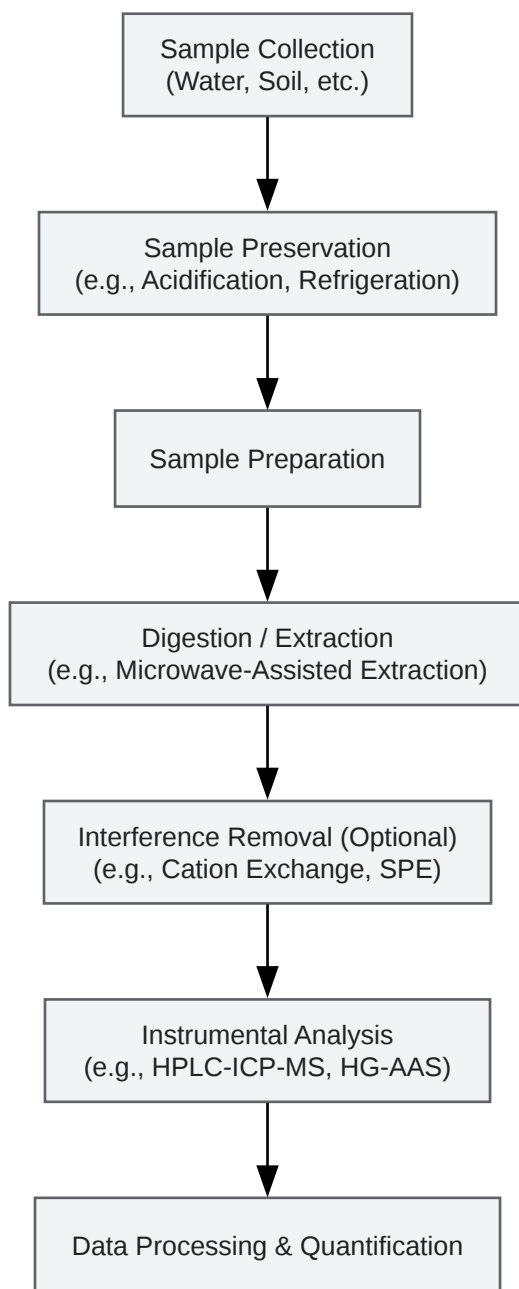 Sample Collection
(Water, Soil, etc.)
Sample Preservation
(e.g., Acidification, Refrigeration)
Sample Preparation
Digestion / Extraction
(e.g., Microwave-Assisted Extraction)
Interference Removal (Optional)
(e.g., Cation Exchange, SPE)
Instrumental Analysis
(e.g., HPLC-ICP-MS, HG-AAS)
Data Processing & Quantification